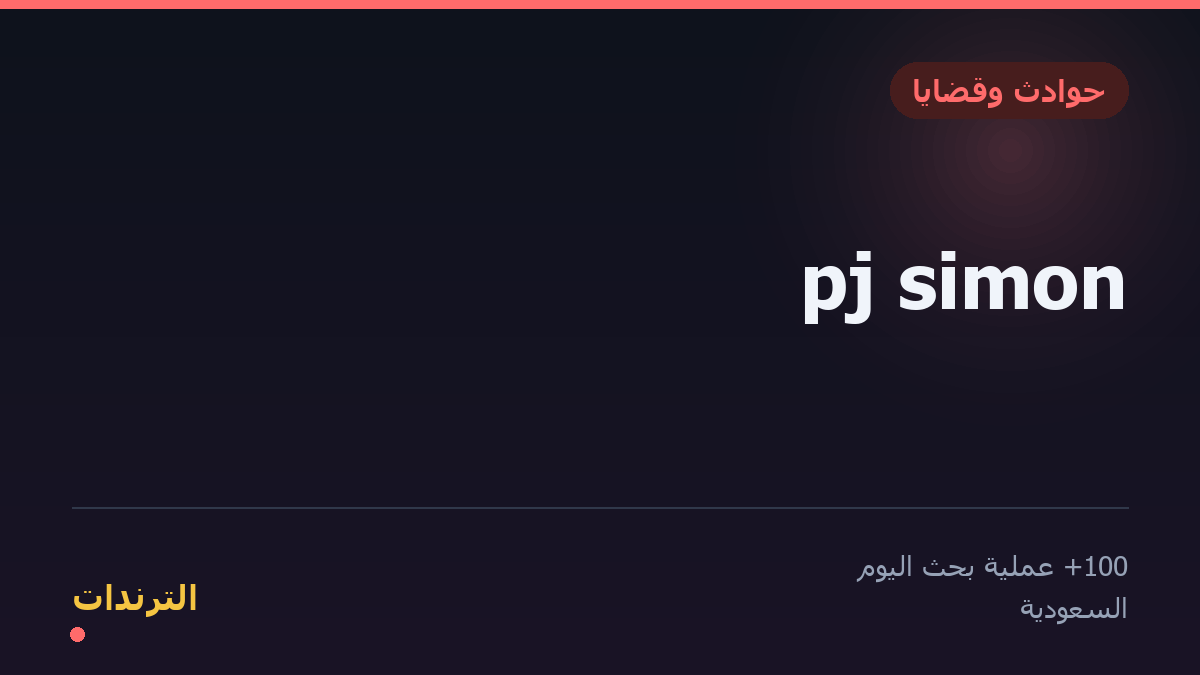 حوادث وقضايا
pj simon
100+ عملية بحث اليوم
السعودية
الترندات